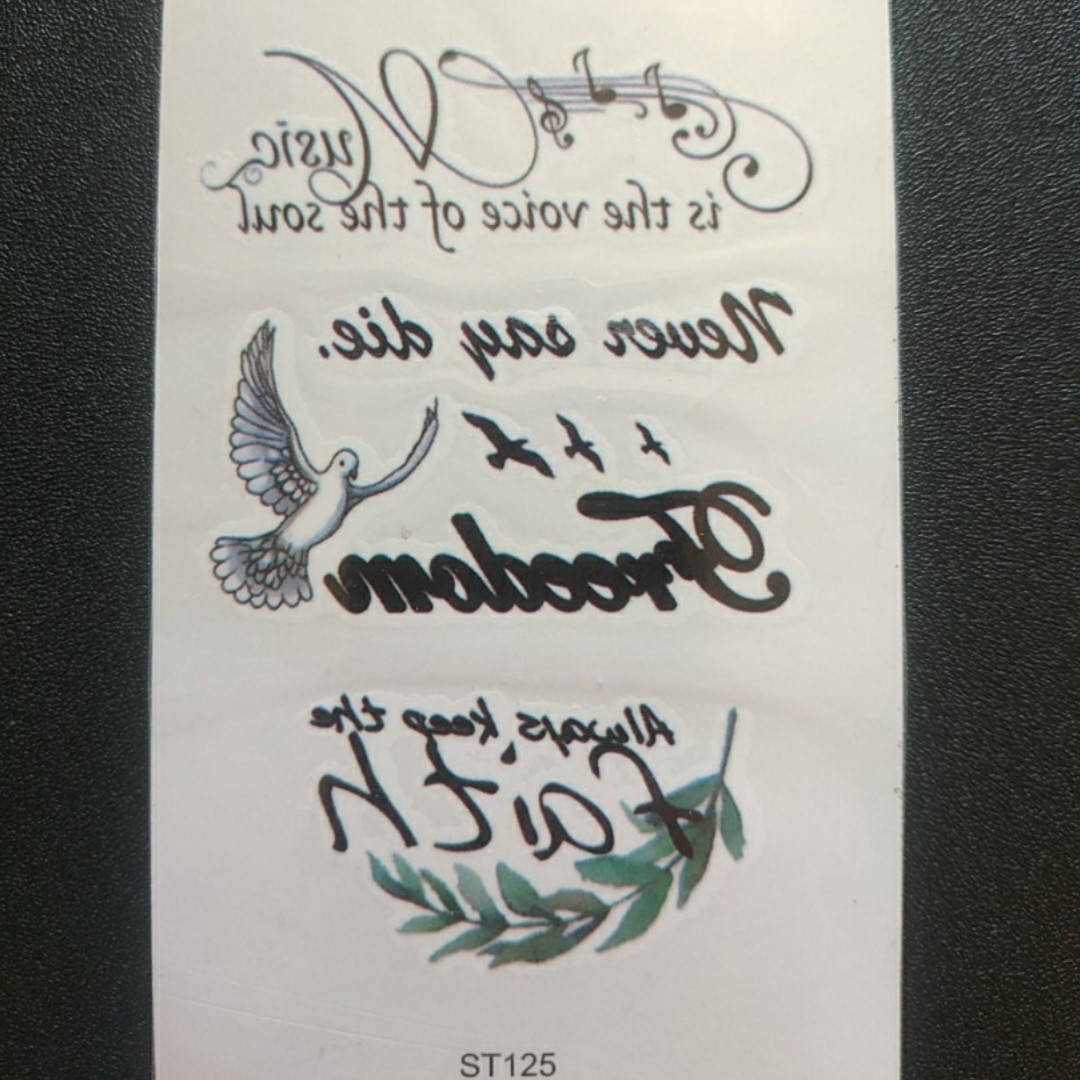 Music
is the voice of the soul
Never say die.
Freedom
Always keep the
faith
ST125